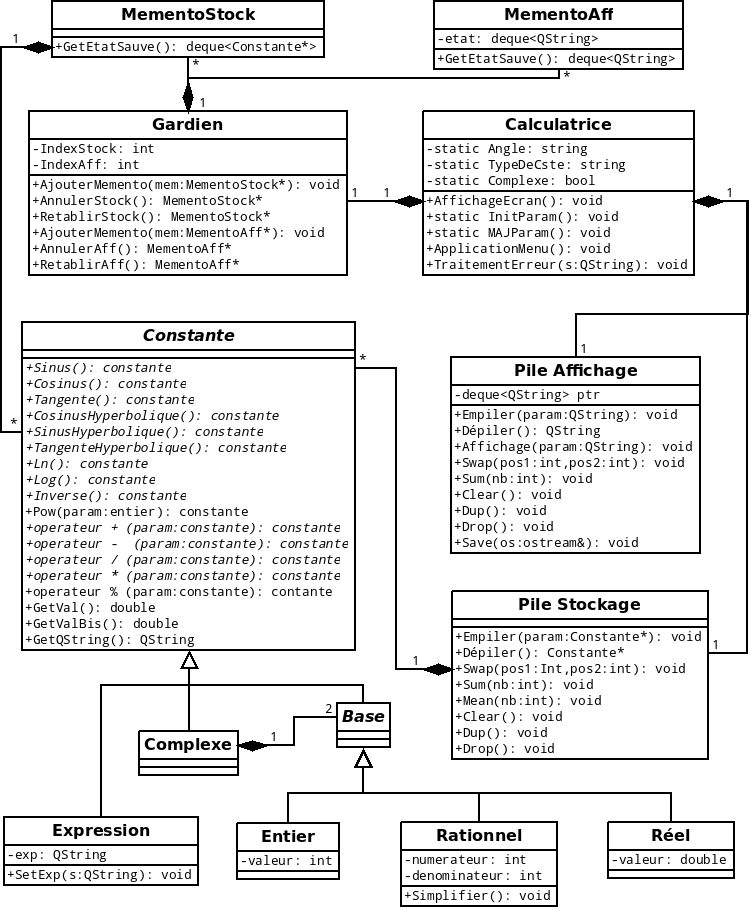 MementoStock
+GetEtatSauve(): deque<Constante*>
1
*
MementoAff
-etat: deque<QString>
+GetEtatSauve(): deque<QString>
*
1
Gardien
-IndexStock: int
-IndexAff: int
+AjouterMemento(mem:MementoStock*): void
+AnnulerStock(): MementoStock*
+RetablirStock(): MementoStock*
+AjouterMemento(mem:MementoAff*): void
+AnnulerAff(): MementoAff*
+RetablirAff(): MementoAff*
1
1
Calculatrice
-static Angle: string
-static TypeDeCste: string
-static Complexe: bool
+AffichageEcran(): void
+static InitParam(): void
+static MAJParam(): void
+ApplicationMenu(): void
+TraitementErreur(s:QString): void
1
1
Constante
+Sinus(): constante
+Cosinus(): constante
+Tangente(): constante
+CosinusHyperbolique(): constante
+SinusHyperbolique(): constante
+TangenteHyperbolique(): constante
+Ln(): constante
+Log(): constante
+Inverse(): constante
+Pow(param:entier): constante
+operateur + (param:constante): constante
+operateur -  (param:constante): constante
+operateur / (param:constante): constante
+operateur * (param:constante): constante
+operateur % (param:constante): contante
+GetVal(): double
+GetValBis(): double
+GetQString(): QString
*
*
Pile Affichage
-deque<QString> ptr
+Empiler(param:QString): void
+Dépiler(): QString
+Affichage(param:QString): void
+Swap(pos1:int,pos2:int): void
+Sum(nb:int): void
+Clear(): void
+Dup(): void
+Drop(): void
+Save(os:ostream&): void
Pile Stockage
+Empiler(param:Constante*): void
+Dépiler(): Constante*
+Swap(pos1:Int,pos2:int): void
+Sum(nb:int): void
+Mean(nb:int): void
+Clear(): void
+Dup(): void
+Drop(): void
1
1
Complexe
1
2
Base
Expression
-exp: QString
+SetExp(s:QString): void
Entier
-valeur: int
Rationnel
-numerateur: int
-denominateur: int
+Simplifier(): void
Réel
-valeur: double